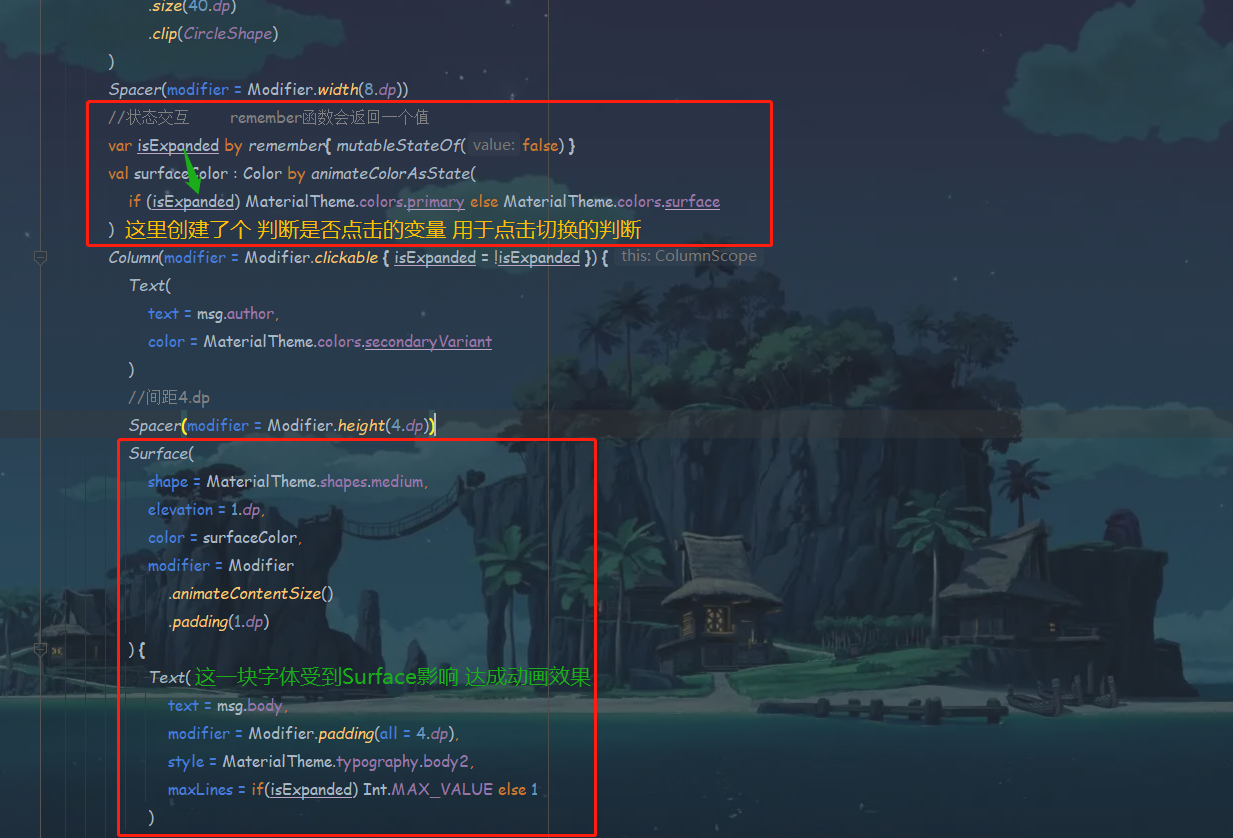 .size(40.dp)
.clip(CircleShape)
)
Spacer(modifier = Modifier.width(8.dp))
//状态交互 remember函数会返回一个值
var isExpanded by remember{ mutableStateOf( value: false) }
val surfaceColor : Color by animateColorAsState(
if (isExpanded) MaterialTheme.colors.primary else MaterialTheme.colors.surface
) 这里创建了个 判断是否点击的变量 用于点击切换的判断
Column(modifier = Modifier.clickable { isExpanded = !isExpanded }) { this: ColumnScope
Text(
text = msg.author,
color = MaterialTheme.colors.secondaryVariant
)
//间距4.dp
Spacer(modifier = Modifier.height(4.dp))
Surface(
shape = MaterialTheme.shapes.medium,
elevation = 1.dp,
color = surfaceColor,
modifier = Modifier
.animateContentSize()
.padding(1.dp)
) {
Text( 这一块字体受到Surface影响 达成动画效果
text = msg.body,
modifier = Modifier.padding(all = 4.dp),
style = MaterialTheme.typography.body2,
maxLines = if(isExpanded) Int.MAX_VALUE else 1
)